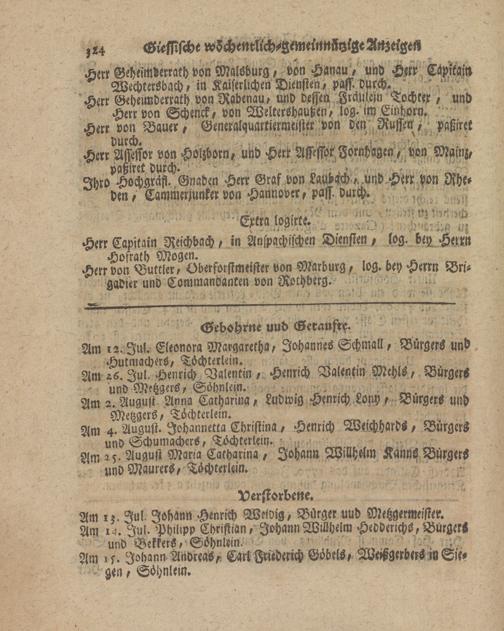 324 Giessische wöchentlich-gemeinnützige Anzeigen
Herr Geheimderrath von Malsburg, von Hanau, und Herr Capitain
Wechtersbach, in Kaiserlichen Diensten, pass. durch.
Herr Geheimderrath von Rabenau, und dessen Fräulein Tochter, und
Herr von Schenck, von Weltershaußen, log. im Einhorn.
Herr von Bauer, Generalquartiermeister von den Russen, paßiret
durch.
Herr Assessor von Holzborn, und Herr Assessor Fornhagen, von Mainz,
paßiret durch.
Ihro Hochgräfl. Gnaden Herr Graf von Laubach, und Herr von Rhe-
den, Cammerjunker von Hannover, pass. durch.
Extra logirte.
Herr Capitain Reichbach, in Anspachischen Diensten, log. bey Herrn
Hofrath Mogen.
Herr von Buttler, Oberforstmeister von Marburg, log. bey Herrn Bri-
gadier und Commandanten von Rothberg.
Gebohrne und Getaufte.
Am 12. Jul. Eleonora Margaretha, Johannes Schmall, Bürgers und
Hutmachers, Töchterlein.
Am 26. Jul. Henrich Valentin, Henrich Valentin Mehls, Bürgers
und Metzgers, Söhnlein.
Am 2. August Anna Catharina, Ludwig Henrich Lony, Bürgers und
Metzgers, Töchterlein.
Am 4. August. Johannetta Christina, Henrich Weichhards, Bürgers
und Schumachers, Töchterlein.
Am 25. August Maria Catharina, Johann Willhelm Kanns Bürgers
und Maurers, Töchterlein.
Verstorbene.
Am 13. Jul. Johann Henrich Weidig, Bürger und Metzgermeister.
Am 14. Jul. Philipp Christian, Johann Willhelm Hedderichs, Bürgers
und Bekkers, Söhnlein.
Am 15. Johann Andreas, Carl Friederich Göbels, Weißgerbers in Sie-
gen, Söhnlein.